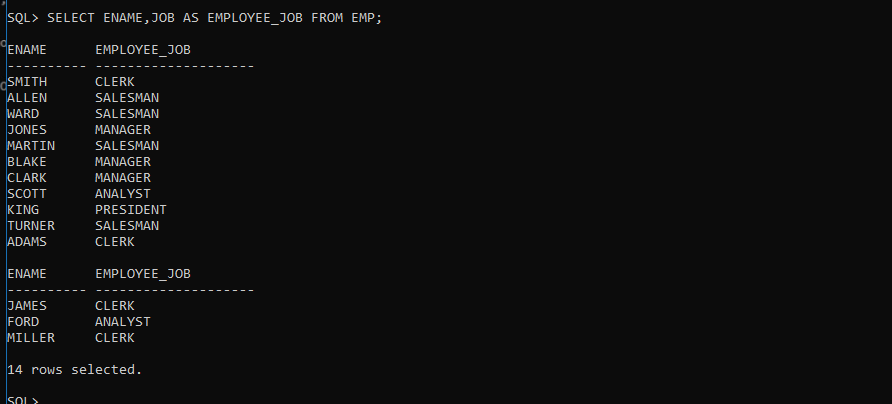 SQL> SELECT ENAME,JOB AS EMPLOYEE_JOB FROM EMP;
ENAME      EMPLOYEE_JOB
---------- --------------------
SMITH      CLERK
ALLEN      SALESMAN
WARD       SALESMAN
JONES      MANAGER
MARTIN     SALESMAN
BLAKE      MANAGER
CLARK      MANAGER
SCOTT      ANALYST
KING       PRESIDENT
TURNER     SALESMAN
ADAMS      CLERK
ENAME      EMPLOYEE_JOB
---------- --------------------
JAMES      CLERK
FORD       ANALYST
MILLER     CLERK
14 rows selected.
SQL>